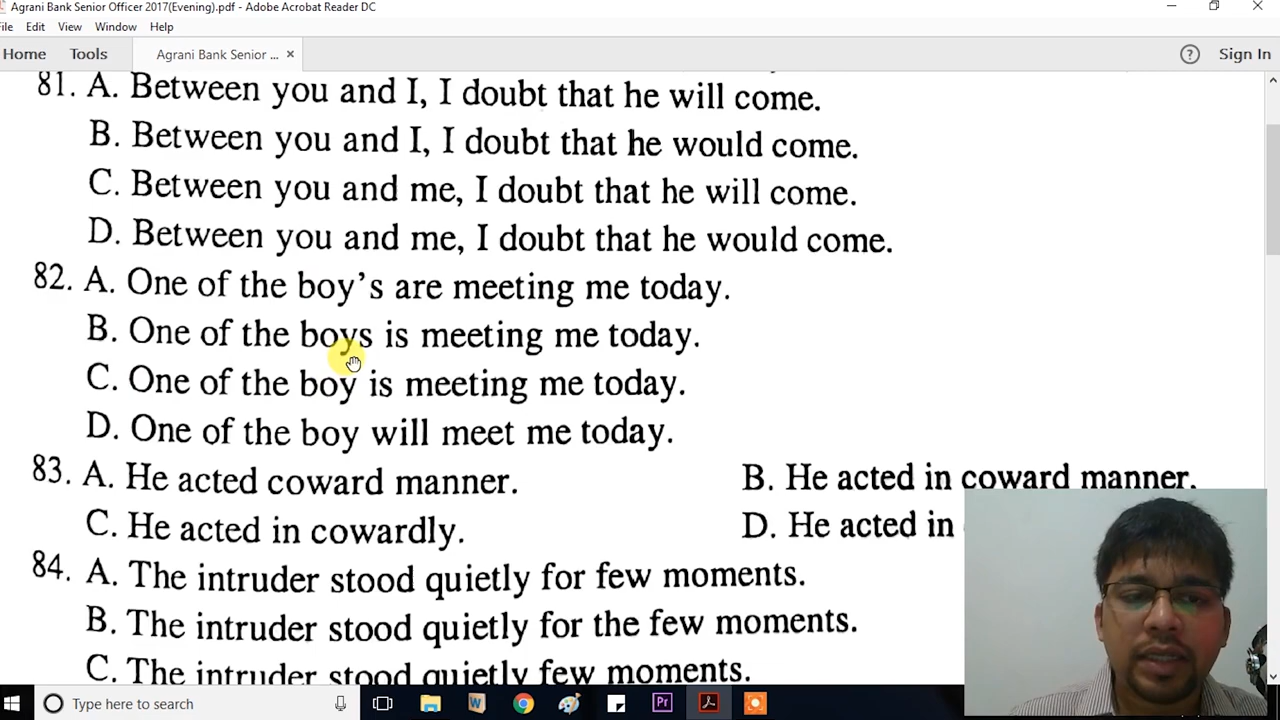 Agrani Bank Senior Officer 2017(Evening).pdf - Adobe Acrobat Reader DC
File Edit View Window Help
Home Tools Agrani Bank Senior ... × ? Sign In
81. A. Between you and I, I doubt that he will come.
B. Between you and I, I doubt that he would come.
C. Between you and me, I doubt that he will come.
D. Between you and me, I doubt that he would come.
82. A. One of the boy's are meeting me today.
B. One of the boys is meeting me today.
C. One of the boy is meeting me today.
D. One of the boy will meet me today.
83. A. He acted coward manner. B. He acted in coward manner.
C. He acted in cowardly. D. He acted in
84. A. The intruder stood quietly for few moments.
B. The intruder stood quietly for the few moments.
C. The intruder stood quietly few moments.
Type here to search
W Pr